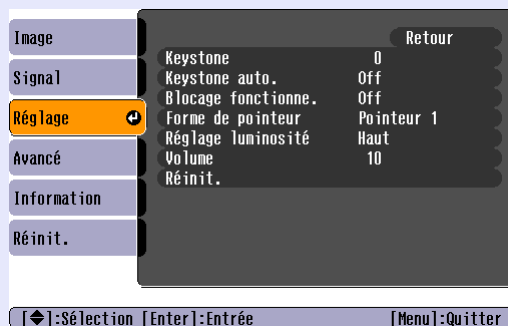 Image
Signal
Réglage
Avancé
Information
Réinit.
Retour
Keystone 0
Keystone auto. Off
Blocage fonctionne. Off
Forme de pointeur Pointeur 1
Réglage luminosité Haut
Volume 10
Réinit.
[◆]:Sélection [Enter]:Entrée [Menu]:Quitter